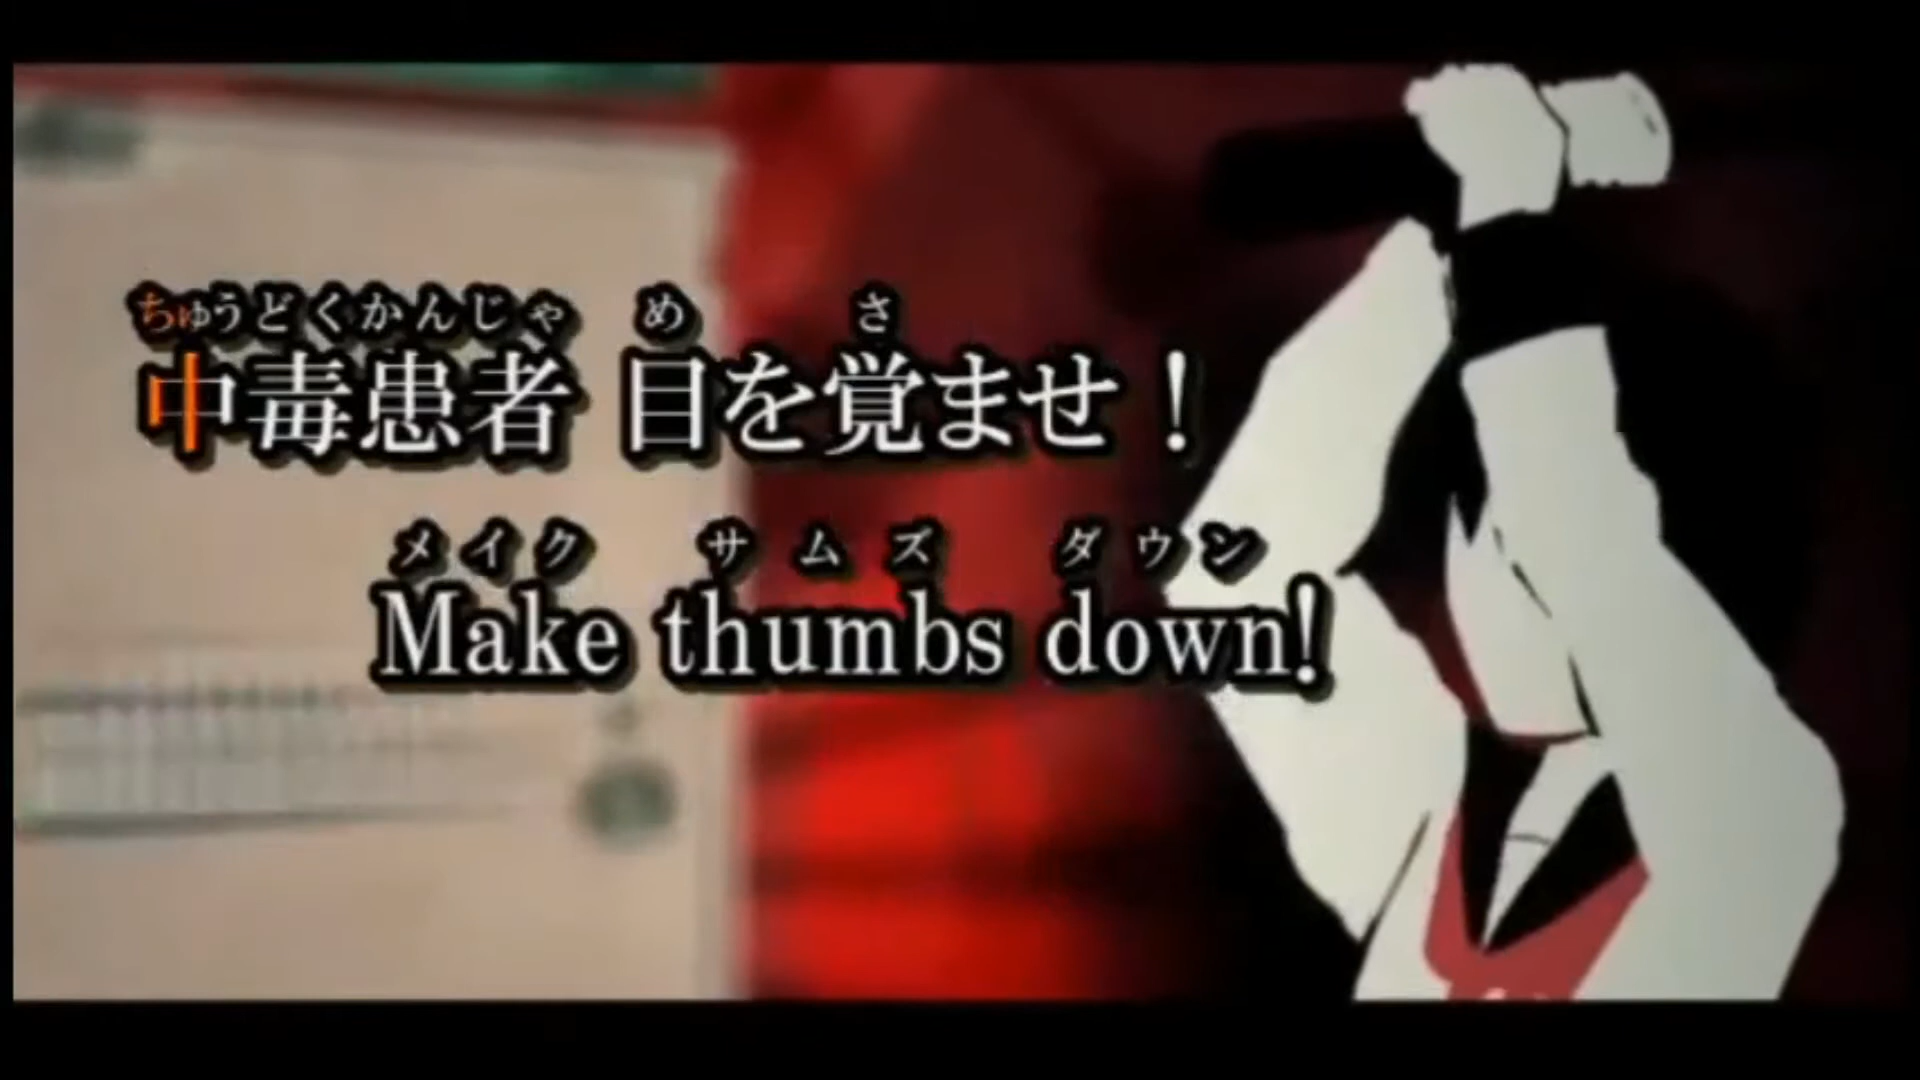 ちゅうどくかんじゃ め さ
中毒患者 目を覚ませ！
メイク サムズ ダウン
Make thumbs down!